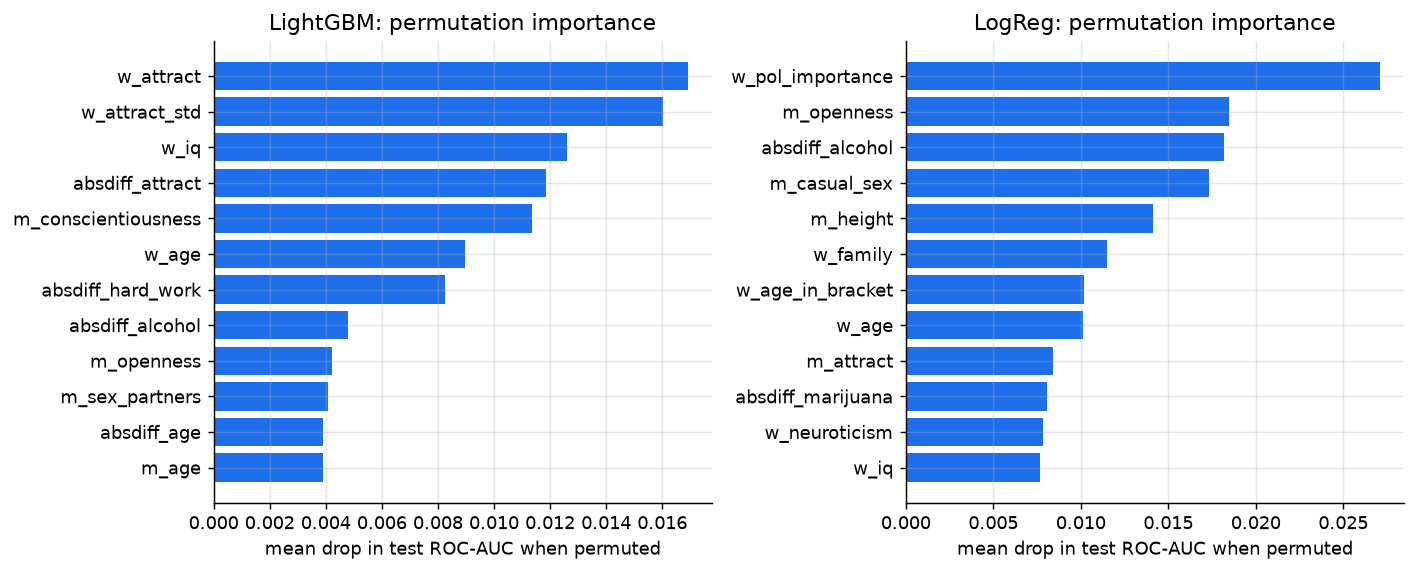 LightGBM: permutation importance
w_attract
w_attract_std
w_iq
absdiff_attract
m_conscientiousness
w_age
absdiff_hard_work
absdiff_alcohol
m_openness
m_sex_partners
absdiff_age
m_age
0.000 0.002 0.004 0.006 0.008 0.010 0.012 0.014 0.016
mean drop in test ROC-AUC when permuted
LogReg: permutation importance
w_pol_importance
m_openness
absdiff_alcohol
m_casual_sex
m_height
w_family
w_age_in_bracket
w_age
m_attract
absdiff_marijuana
w_neuroticism
w_iq
0.000 0.005 0.010 0.015 0.020 0.025
mean drop in test ROC-AUC when permuted